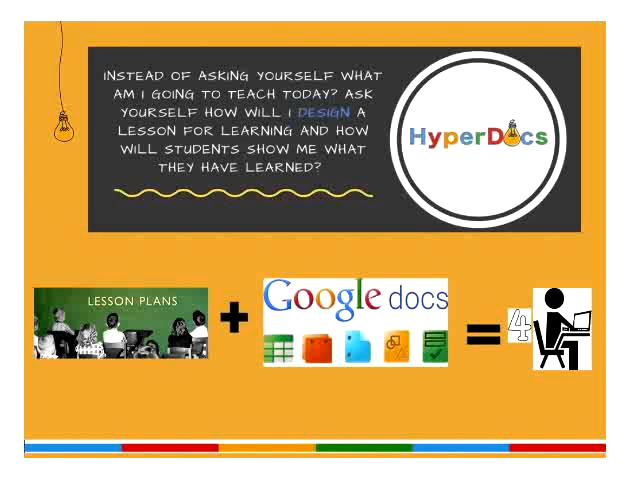 INSTEAD OF ASKING YOURSELF WHAT
AM I GOING TO TEACH TODAY? ASK
YOURSELF HOW WILL I DESIGN A
LESSON FOR LEARNING AND HOW
WILL STUDENTS SHOW ME WHAT
THEY HAVE LEARNED?
HyperDocs
LESSON PLANS
+
Google docs
=
4